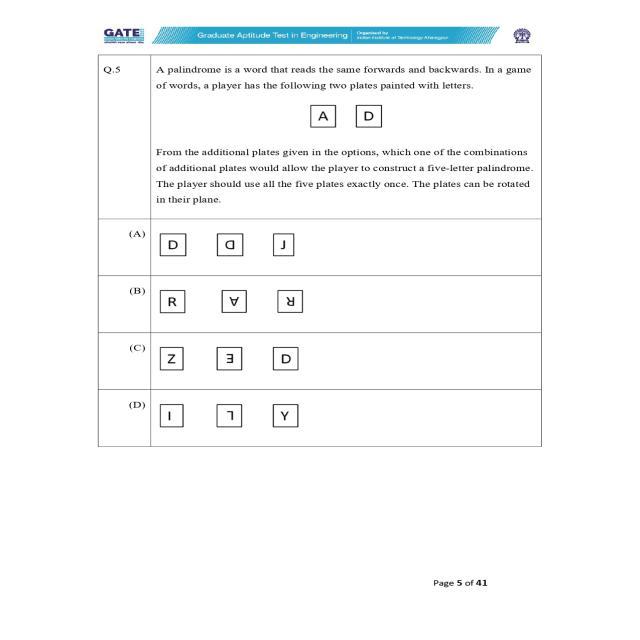 GATE
Graduate Aptitude Test in Engineering
Organised by
Indian Institute of Technology Kharagpur
Q.5
A palindrome is a word that reads the same forwards and backwards. In a game
of words, a player has the following two plates painted with letters.
A D
From the additional plates given in the options, which one of the combinations
of additional plates would allow the player to construct a five-letter palindrome.
The player should use all the five plates exactly once. The plates can be rotated
in their plane.
(A) D ᗡ J
(B) R Ɐ ꓤ
(C) Z Ǝ D
(D) I ⅂ Y
Page 5 of 41